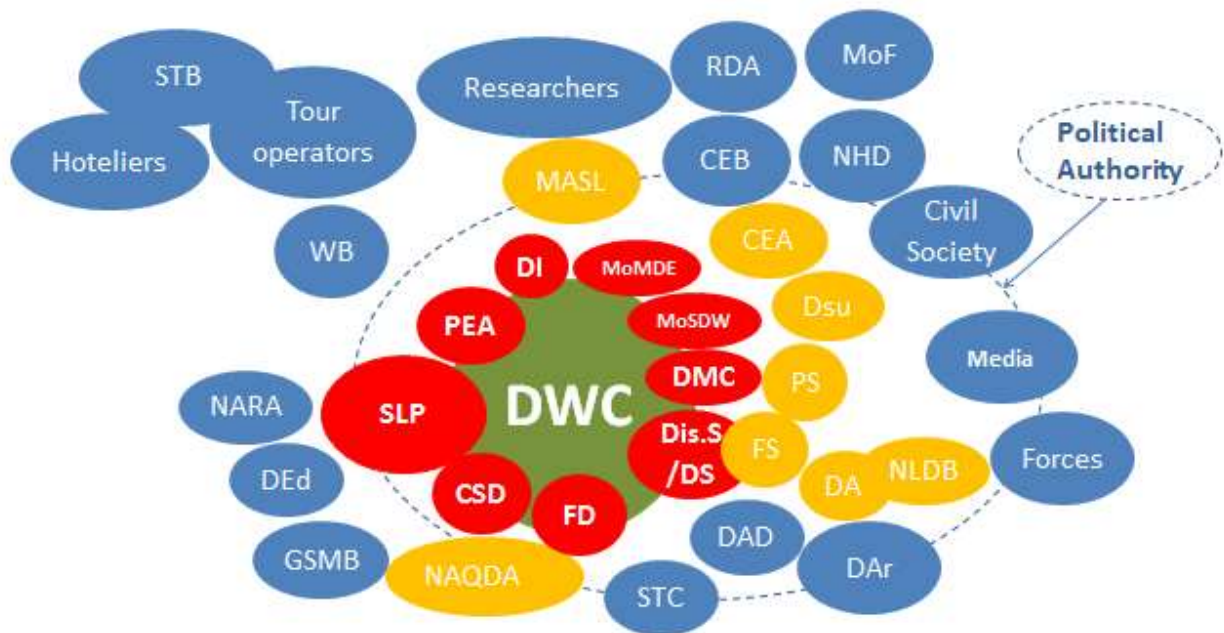 STB
Tour
operators
Hoteliers
Researchers
RDA
MoF
MASL
CEB
NHD
Political
Authority
Civil
Society
WB
CEA
DI
MoMDE
Dsu
PEA
MoSDW
Media
DMC
PS
NARA
SLP
DWC
Dis.S
/DS
FS
DA
NLDB
Forces
DEd
CSD
FD
DAD
GSMB
NAQDA
STC
DAr